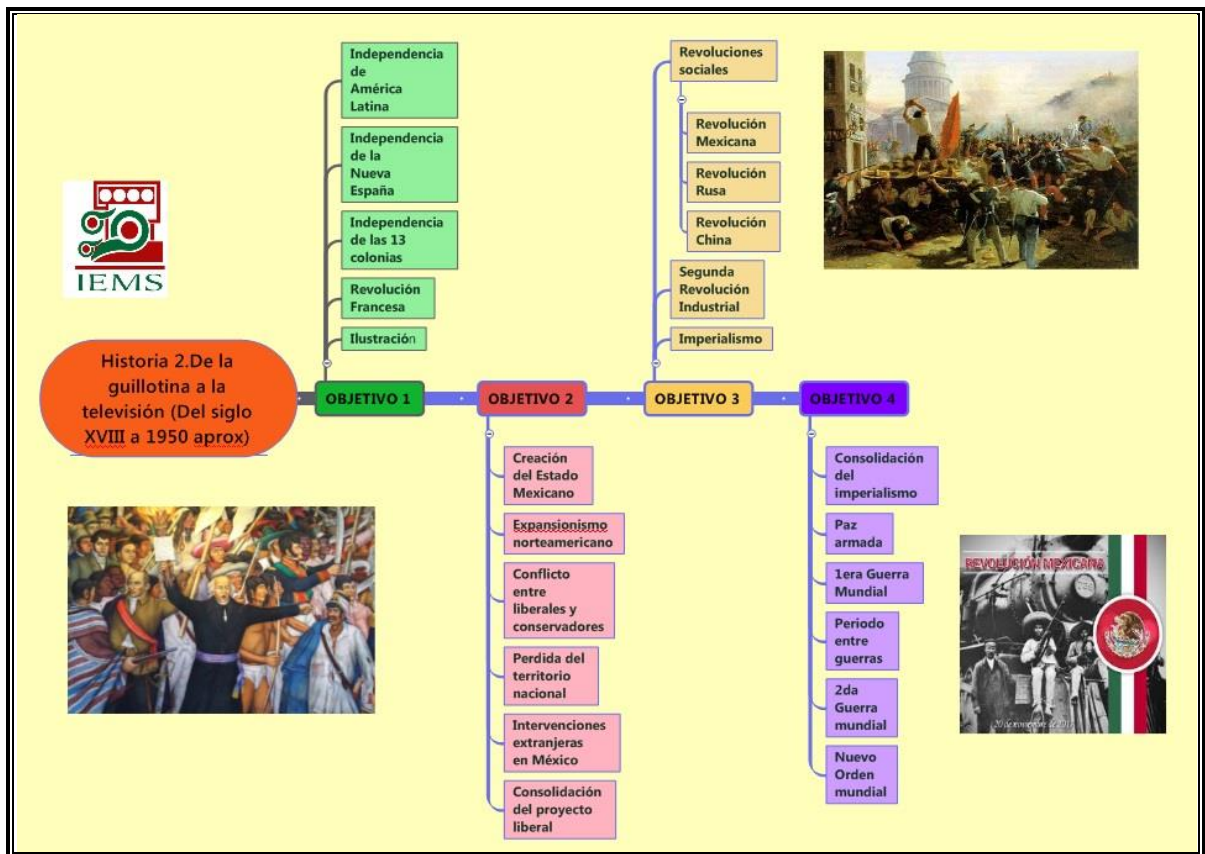 IEMS
Historia 2.De la
guillotina a la
televisión (Del siglo
XVIII a 1950 aprox)
OBJETIVO 1
Independencia
de
América
Latina
Independencia
de la
Nueva
España
Independencia
de las 13
colonias
Revolución
Francesa
Ilustración
OBJETIVO 2
Creación
del Estado
Mexicano
Expansionismo
norteamericano
Conflicto
entre
liberales y
conservadores
Perdida del
territorio
nacional
Intervenciones
extranjeras
en México
Consolidación
del proyecto
liberal
OBJETIVO 3
Revoluciones
sociales
Revolución
Mexicana
Revolución
Rusa
Revolución
China
Segunda
Revolución
Industrial
Imperialismo
OBJETIVO 4
Consolidación
del
imperialismo
Paz
armada
1era Guerra
Mundial
Periodo
entre
guerras
2da
Guerra
mundial
Nuevo
Orden
mundial
REVOLUCIÓN MEXICANA
20 de noviembre de